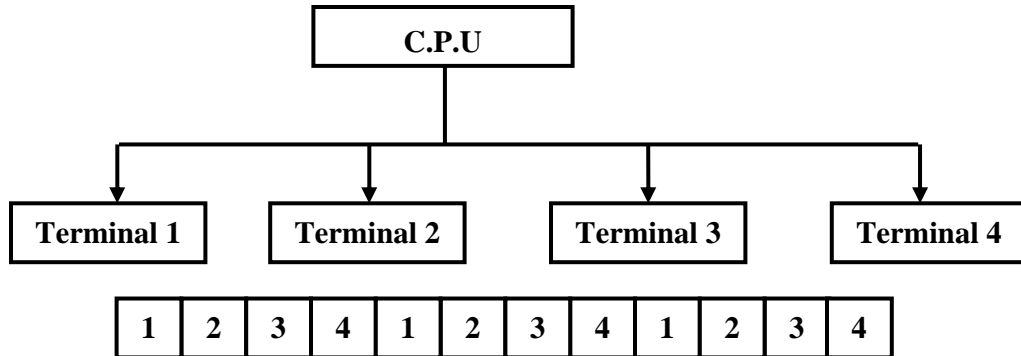 C.P.U
Terminal 1 Terminal 2 Terminal 3 Terminal 4
1 2 3 4 1 2 3 4 1 2 3 4